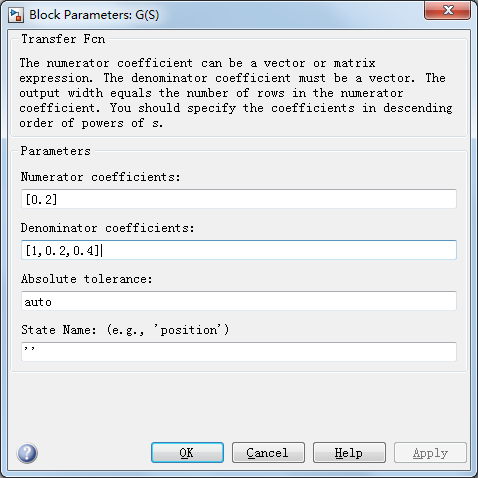 Block Parameters: G(S)
Transfer Fcn
The numerator coefficient can be a vector or matrix
expression. The denominator coefficient must be a vector. The
output width equals the number of rows in the numerator
coefficient. You should specify the coefficients in descending
order of powers of s.
Parameters
Numerator coefficients:
[0.2]
Denominator coefficients:
[1,0.2,0.4]
Absolute tolerance:
auto
State Name: (e.g., 'position')
''
OK Cancel Help Apply